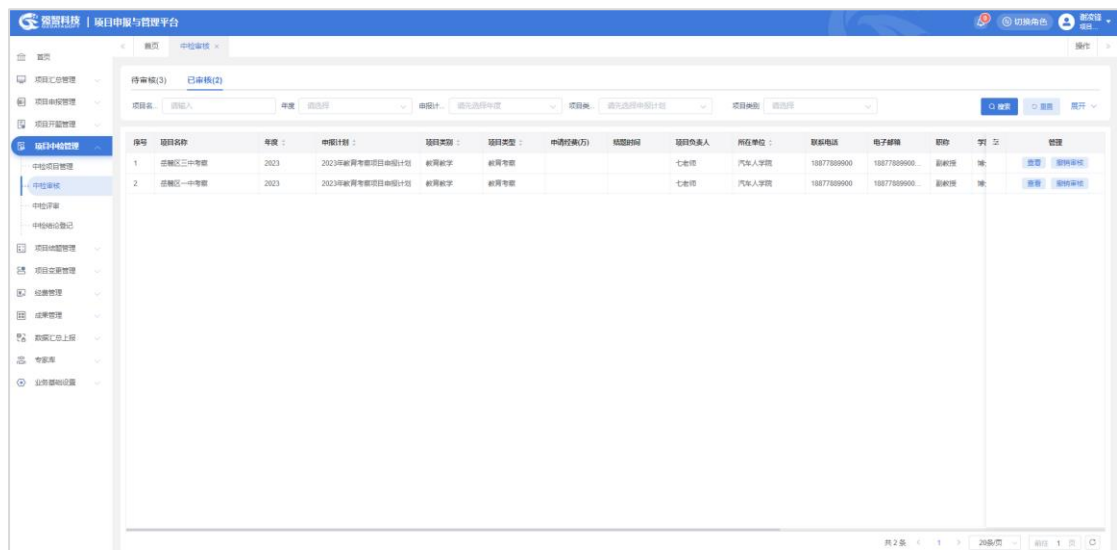 强智科技 | 项目申报与管理平台
切换角色
项目...
首页
项目汇总管理
项目申报管理
项目开题管理
项目中检管理
中检项目管理
中检审核
中检评审
中检结论登记
项目结题管理
项目变更管理
经费管理
成果管理
数据汇总上报
专家库
业务基础设置
首页 中检审核 × 操作
待审核(3) 已审核(2)
项目名... 请输入 年度 请选择 申报计... 请先选择年度 项目类... 请先选择申报计划 项目类别 请选择 搜索 重置 展开
序号 项目名称 年度 申报计划 项目类别 项目类型 申请经费(万) 结题时间 项目负责人 所在单位 联系电话 电子邮箱 职称 管理
1 岳麓区三中考察 2023 2023年教育考察项目申报计划 教育教学 教育考察 七老师 汽车人学院 18877889900 18877889900... 副教授 查看 撤销审核
2 岳麓区一中考察 2023 2023年教育考察项目申报计划 教育教学 教育考察 七老师 汽车人学院 18877889900 18877889900... 副教授 查看 撤销审核
共 2 条 1 20条/页 前往 1 页